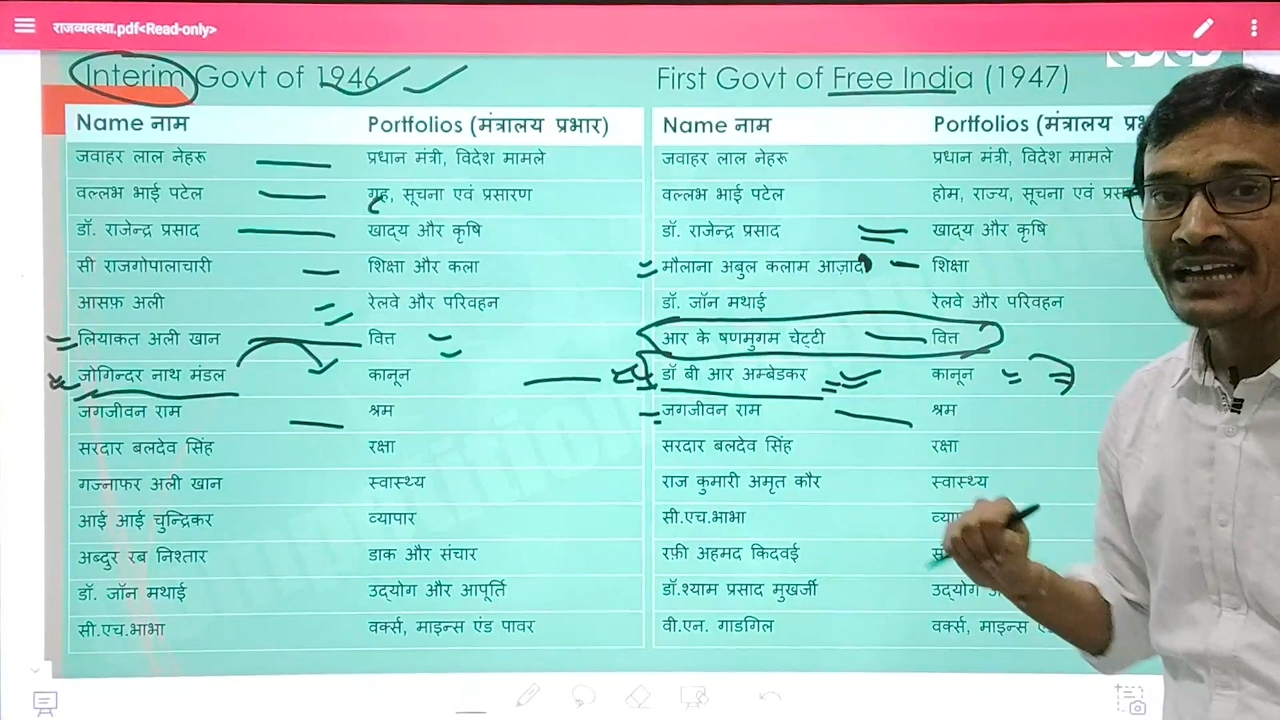 राजव्यवस्था.pdf<Read-only>
Interim Govt of 1946
Name नाम Portfolios (मंत्रालय प्रभार)
जवाहर लाल नेहरू प्रधान मंत्री, विदेश मामले
वल्लभ भाई पटेल गृह, सूचना एवं प्रसारण
डॉ. राजेन्द्र प्रसाद खाद्य और कृषि
सी राजगोपालाचारी शिक्षा और कला
आसफ़ अली रेलवे और परिवहन
लियाकत अली खान वित्त
जोगिन्दर नाथ मंडल कानून
जगजीवन राम श्रम
सरदार बलदेव सिंह रक्षा
गज्नाफर अली खान स्वास्थ्य
आई आई चुन्द्रिकर व्यापार
अब्दुर रब निश्तार डाक और संचार
डॉ. जॉन मथाई उद्योग और आपूर्ति
सी.एच.भाभा वर्क्स, माइन्स एंड पावर
First Govt of Free India (1947)
Name नाम Portfolios (मंत्रालय
जवाहर लाल नेहरू प्रधान मंत्री, विदेश मामले
वल्लभ भाई पटेल होम, राज्य, सूचना एवं
डॉ. राजेन्द्र प्रसाद खाद्य और कृषि
मौलाना अबुल कलाम आज़ाद शिक्षा
डॉ. जॉन मथाई रेलवे और परिवहन
आर के षणमुगम चेट्टी वित्त
डॉ बी आर अम्बेडकर कानून
जगजीवन राम श्रम
सरदार बलदेव सिंह रक्षा
राज कुमारी अमृत कौर स्वास्थ्य
सी.एच.भाभा
रफ़ी अहमद किदवई
डॉ.श्याम प्रसाद मुखर्जी उद्योग
वी.एन. गाडगिल वर्क्स, माइन्स